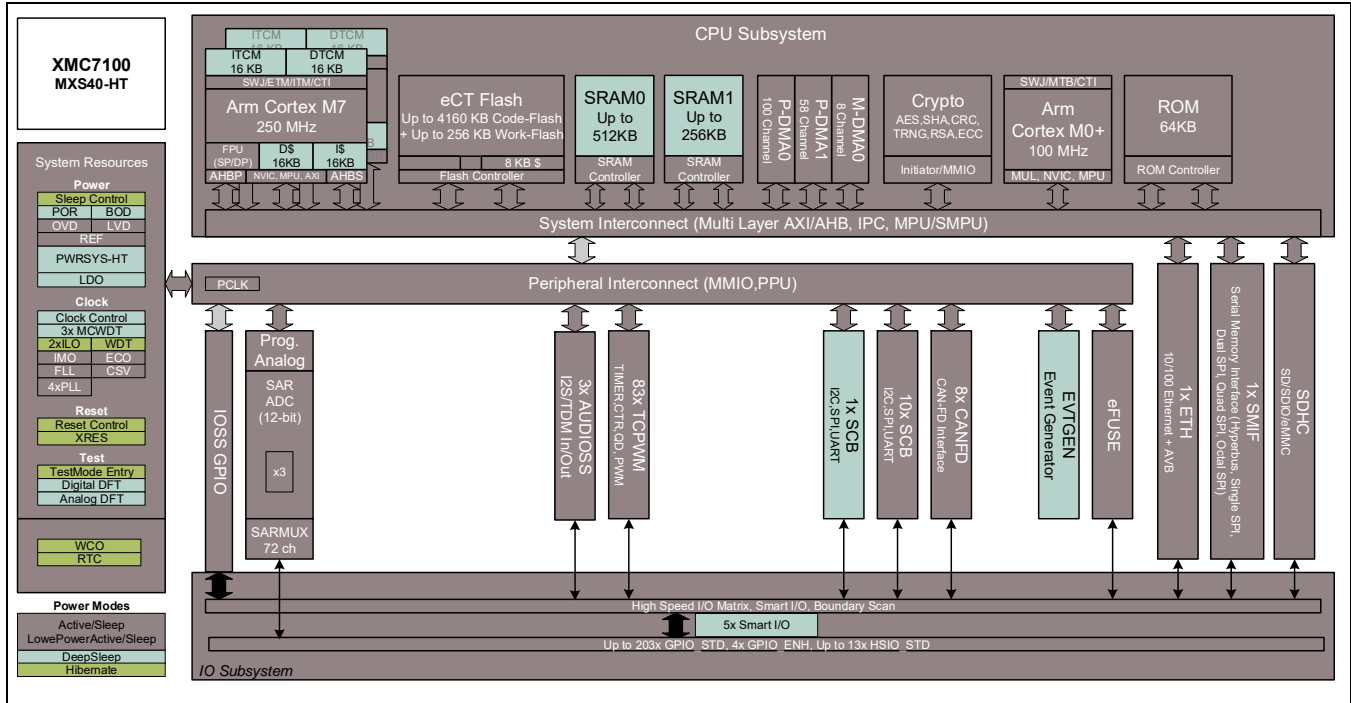 XMC7100
MXS40-HT
System Resources
Power
Sleep Control
POR BOD
OVD LVD
REF
PWRSYS-HT
LDO
Clock
Clock Control
3x MCWDT
2xILO WDT
IMO ECO
FLL CSV
4xPLL
Reset
Reset Control
XRES
Test
TestMode Entry
Digital DFT
Analog DFT
WCO
RTC
Power Modes
Active/Sleep
LowePowerActive/Sleep
DeepSleep
Hibernate
CPU Subsystem
ITCM DTCM
16 KB 16 KB
ITCM DTCM
16 KB 16 KB
SWJ/ETM/ITM/CTI
Arm Cortex M7
250 MHz
FPU
(SP/DP)
D$
16KB
I$
16KB
AHBP NVIC, MPU, AXI AHBS
eCT Flash
Up to 4160 KB Code-Flash
+ Up to 256 KB Work-Flash
8 KB $
Flash Controller
SRAM0
Up to
512KB
SRAM
Controller
SRAM1
Up to
256KB
SRAM
Controller
P-DMA0
100 Channel
P-DMA1
58 Channel
M-DMA0
8 Channel
Crypto
AES,SHA,CRC,
TRNG,RSA,ECC
Initiator/MMIO
SWJ/MTB/CTI
Arm
Cortex M0+
100 MHz
MUL, NVIC, MPU
ROM
64KB
ROM Controller
System Interconnect (Multi Layer AXI/AHB, IPC, MPU/SMPU)
PCLK
Peripheral Interconnect (MMIO,PPU)
IOSS GPIO
Prog.
Analog
SAR
ADC
(12-bit)
x3
SARMUX
72 ch
3x AUDIOSS
I2S/TDM In/Out
83x TCPWM
TIMER,CTR,QD, PWM
1x SCB
I2C,SPI,UART
10x SCB
I2C,SPI,UART
8x CANFD
CAN-FD Interface
EVTGEN
Event Generator
eFUSE
1x ETH
10/100 Ethernet + AVB
1x SMIF
Serial Memory Interface (Hyperbus, Single SPI,
Dual SPI, Quad SPI, Octal SPI)
SDHC
SD/SDIO/eMMC
High Speed I/O Matrix, Smart I/O, Boundary Scan
5x Smart I/O
Up to 203x GPIO_STD, 4x GPIO_ENH, Up to 13x HSIO_STD
IO Subsystem